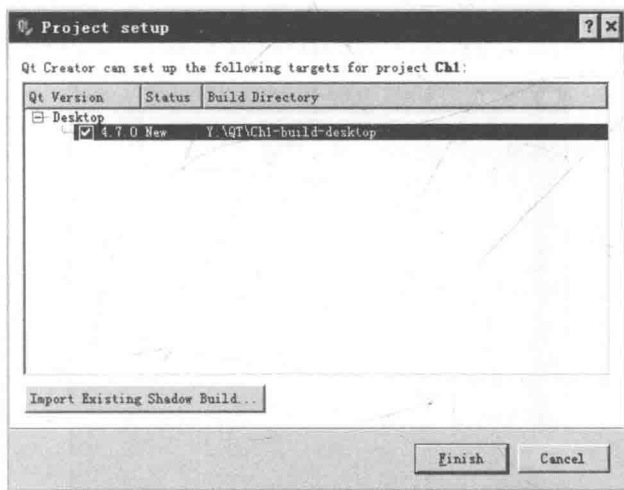 Project setup
Qt Creator can set up the following targets for project Ch1:
Qt Version Status Build Directory
Desktop
4.7.0 New Y:\QT\Ch1-build-desktop
Import Existing Shadow Build...
Finish Cancel